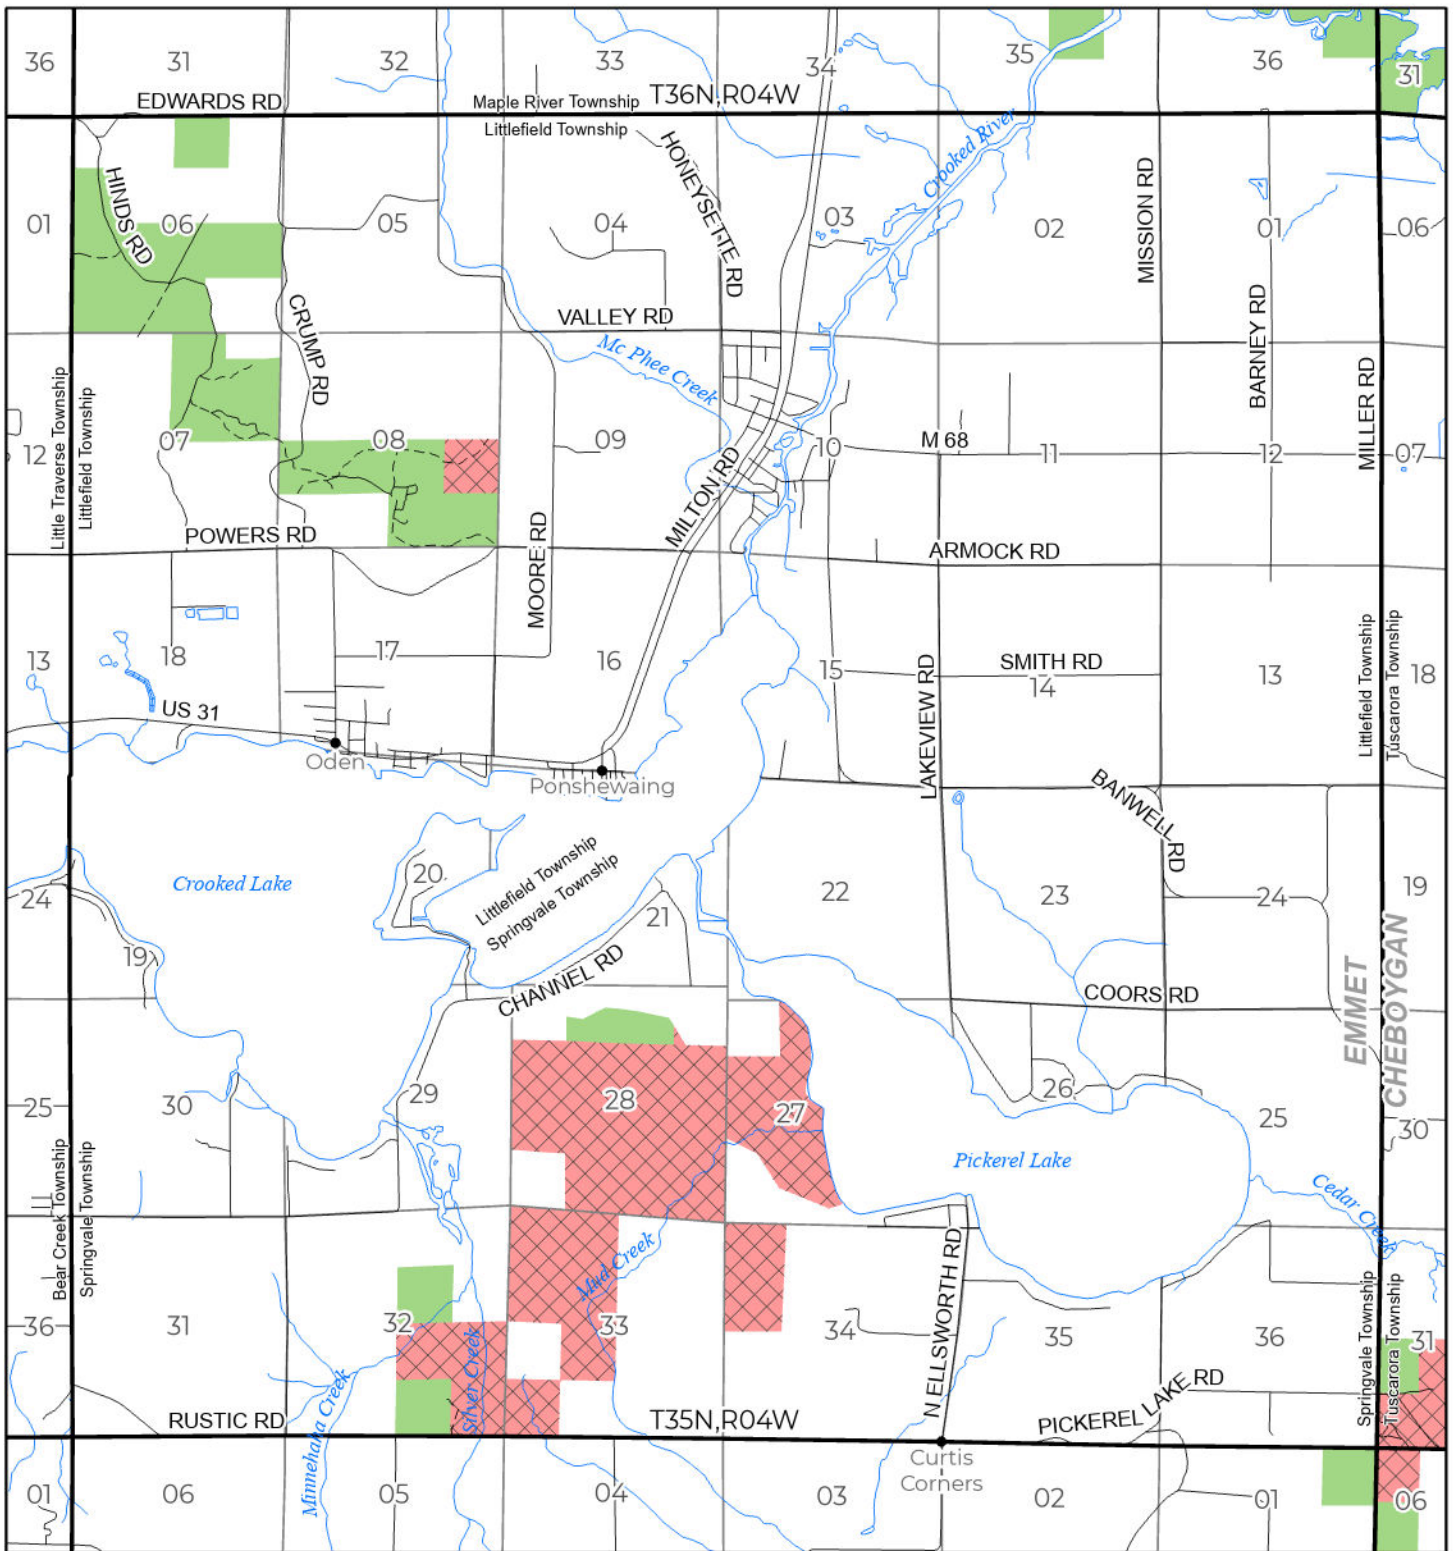 36
31
32
33
34
35
36
31
EDWARDS RD
Maple River Township
T36N,R04W
Littlefield Township
HONEYSETTE RD
Crooked River
HINDS RD
MISSION RD
01
06
05
04
03
02
01
06
CRUMP RD
VALLEY RD
BARNEY RD
Mc Phee Creek
MILLER RD
Little Traverse Township
Littlefield Township
12
07
08
09
10
M 68
11
12
07
MILTON RD
POWERS RD
MOORE RD
ARMOCK RD
13
18
17
16
15
LAKEVIEW RD
SMITH RD
14
13
18
Littlefield Township
Tuscarora Township
US 31
Oden
Ponshewaing
BANWELL RD
Crooked Lake
20
Littlefield Township
Springvale Township
22
23
24
19
24
21
19
CHANNEL RD
COORS RD
EMMET
CHEBOYGAN
25
30
29
28
27
26
25
30
Bear Creek Township
Springvale Township
Pickerel Lake
Cedar Creek
Mud Creek
N ELLSWORTH RD
36
31
32
33
34
35
36
31
Springvale Township
Tuscarora Township
Silver Creek
Minnehaha Creek
RUSTIC RD
T35N,R04W
PICKEREL LAKE RD
Curtis
Corners
01
06
05
04
03
02
01
06